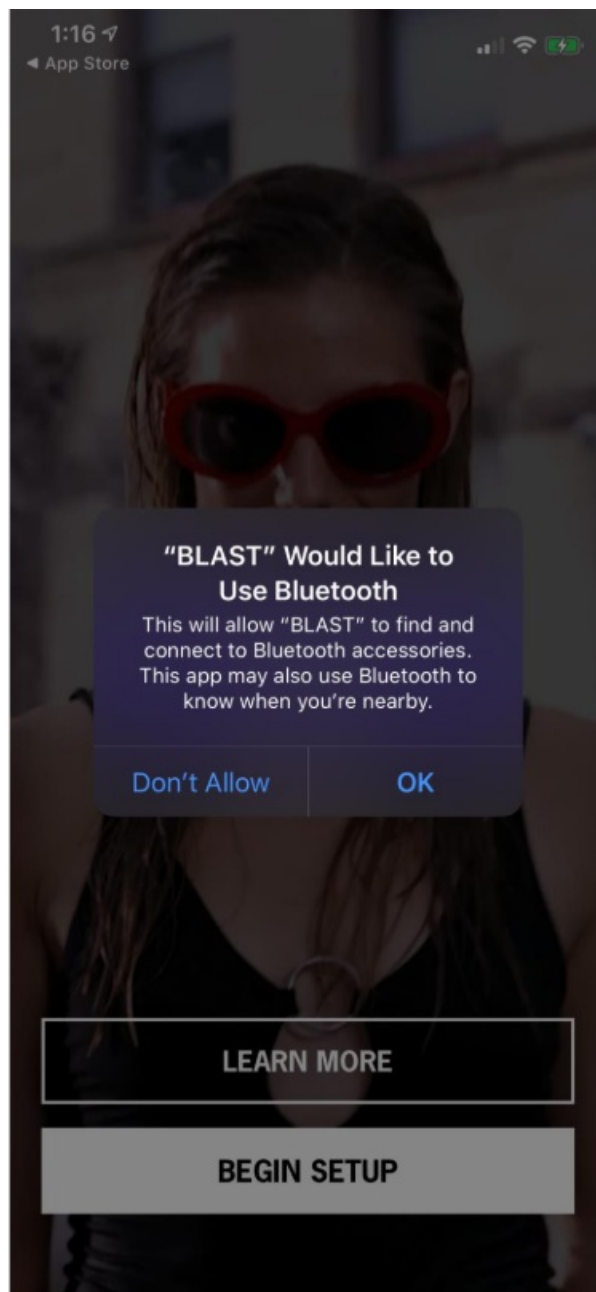 1:16
◀ App Store
“BLAST” Would Like to
Use Bluetooth
This will allow “BLAST” to find and
connect to Bluetooth accessories.
This app may also use Bluetooth to
know when you’re nearby.
Don’t Allow
OK
LEARN MORE
BEGIN SETUP